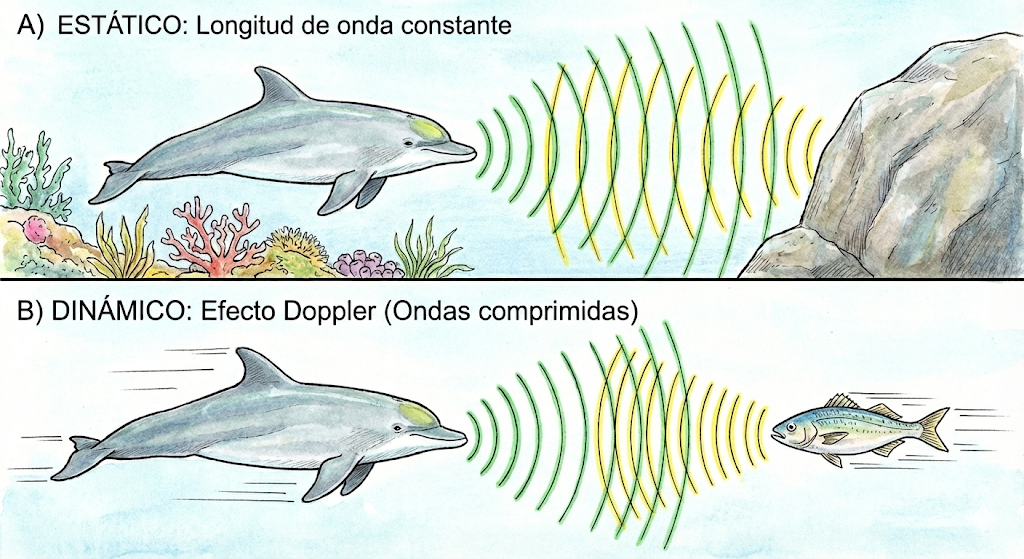 A) ESTÁTICO: Longitud de onda constante
B) DINÁMICO: Efecto Doppler (Ondas comprimidas)